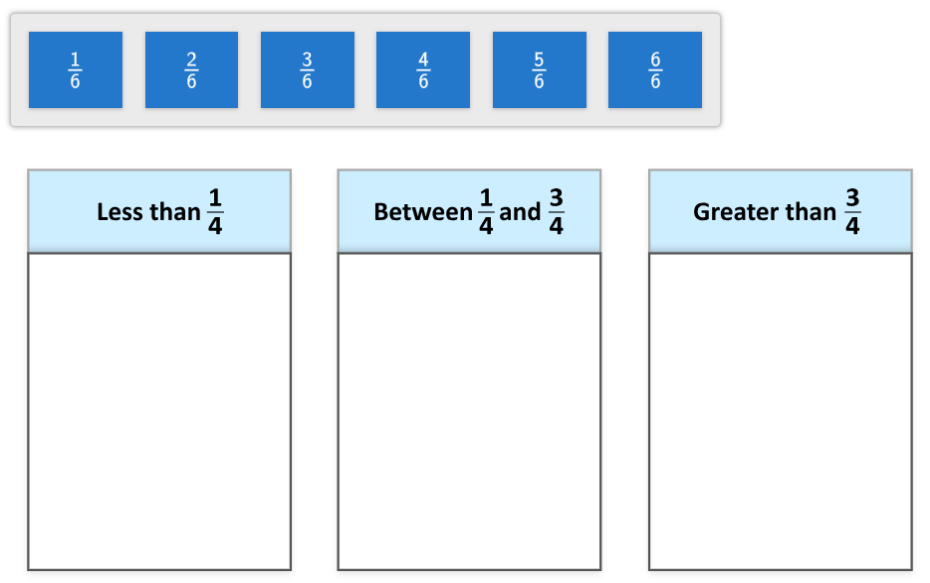 1/6 2/6 3/6 4/6 5/6 6/6
Less than 1/4 Between 1/4 and 3/4 Greater than 3/4